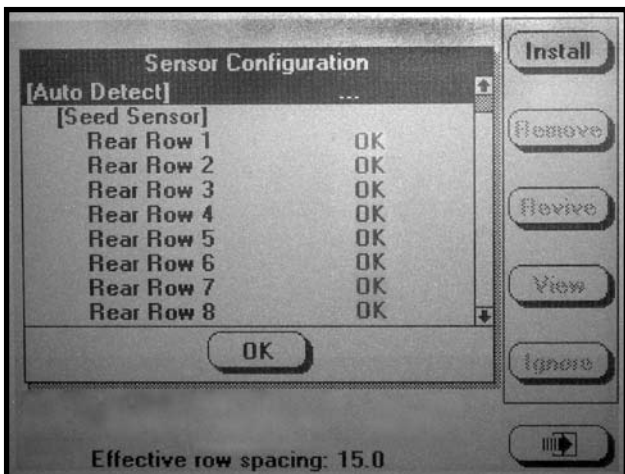 Sensor Configuration
[Auto Detect] ...
[Seed Sensor]
Rear Row 1 OK
Rear Row 2 OK
Rear Row 3 OK
Rear Row 4 OK
Rear Row 5 OK
Rear Row 6 OK
Rear Row 7 OK
Rear Row 8 OK
OK
Effective row spacing: 15.0
Install
Remove
Revive
View
Ignore